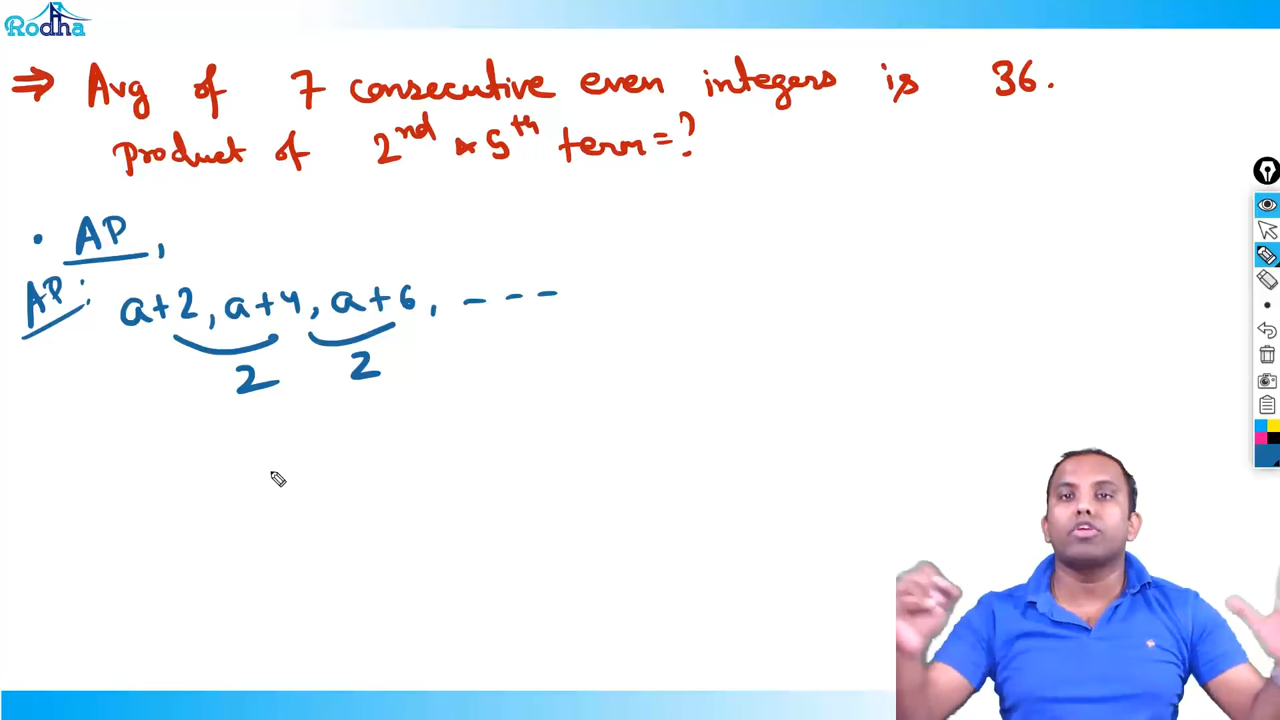 Rodha
⇒ Avg of 7 consecutive even integers is 36.
product of 2nd & 5th term = ?
• AP,
AP: a+2, a+4, a+6, - - -
2 2